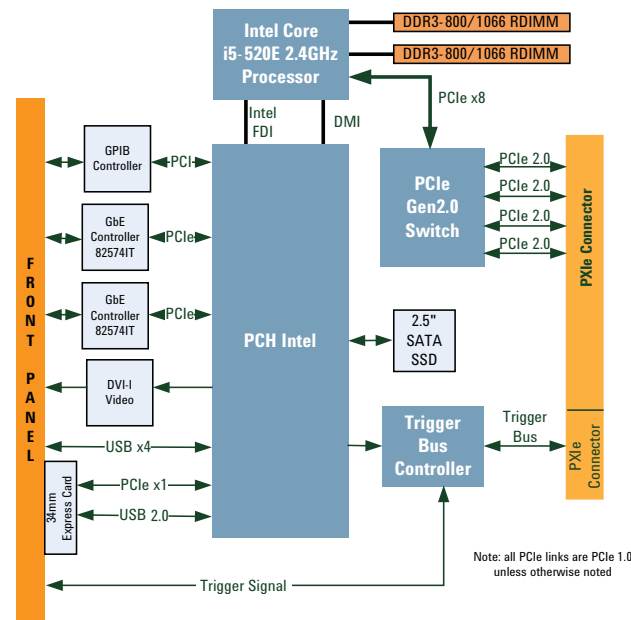 Intel Core
i5-520E 2.4GHz
Processor
DDR3-800/1066 RDIMM
DDR3-800/1066 RDIMM
PCIe x8
Intel
FDI
DMI
GPIB
Controller
PCI
GbE
Controller
82574IT
PCIe
GbE
Controller
82574IT
PCIe
DVI-I
Video
USB x4
PCIe x1
USB 2.0
34mm
Express Card
FRONT PANEL
PCH Intel
PCIe
Gen2.0
Switch
PCIe 2.0
PCIe 2.0
PCIe 2.0
PCIe 2.0
PXIe Connector
2.5"
SATA
SSD
Trigger
Bus
Controller
Trigger
Bus
PXIe
Connector
Trigger Signal
Note: all PCIe links are PCIe 1.0
unless otherwise noted